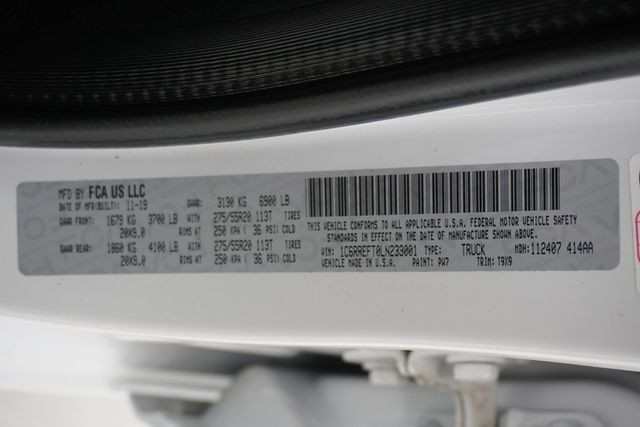 MFD BY FCA US LLC
DATE OF MFR(BUILT): 11-19 GVWR: 3130 KG 6900 LB
GAWR FRONT: 1679 KG 3700 LB WITH 275/55R20 113T TIRES
20X9.0 RIMS AT 250 KPA ( 36 PSI) COLD
GAWR REAR: 1860 KG 4100 LB WITH 275/55R20 113T TIRES
20X9.0 RIMS AT 250 KPA ( 36 PSI) COLD
THIS VEHICLE CONFORMS TO ALL APPLICABLE U.S.A. FEDERAL MOTOR VEHICLE SAFETY
STANDARDS IN EFFECT ON THE DATE OF MANUFACTURE SHOWN ABOVE.
VIN: 1C6RREFT0LN233001 TYPE: TRUCK MDH: 112407 414AA
VEHICLE MADE IN U.S.A. PAINT: PW7 TRIM: T9X9